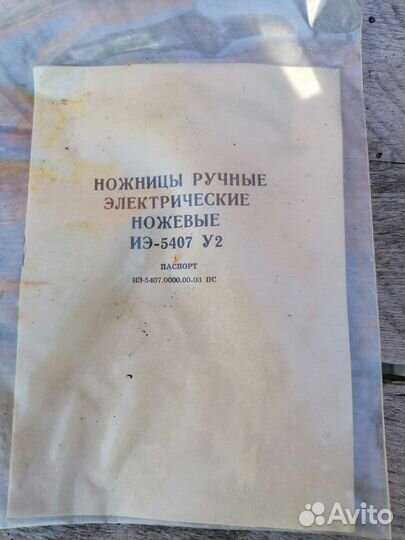 НОЖНИЦЫ РУЧНЫЕ
ЭЛЕКТРИЧЕСКИЕ
НОЖЕВЫЕ
ИЭ-5407 У2
ПАСПОРТ
ИЭ-5407.0000.00-03 ПС
Avito